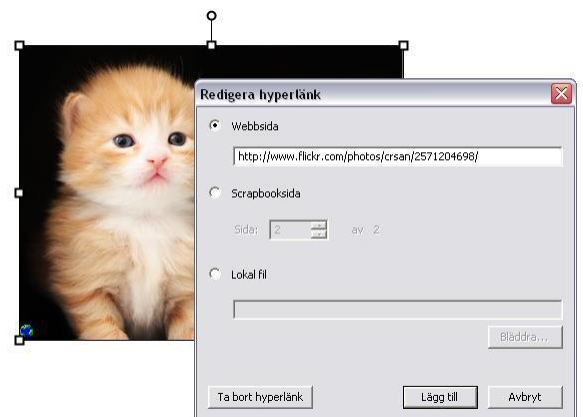 Redigera hyperlänk
Webbsida
http://www.flickr.com/photos/crsan/2571204698/
Scrapbooksida
Sida: 2 av 2
Lokal fil
Bläddra...
Ta bort hyperlänk Lägg till Avbryt